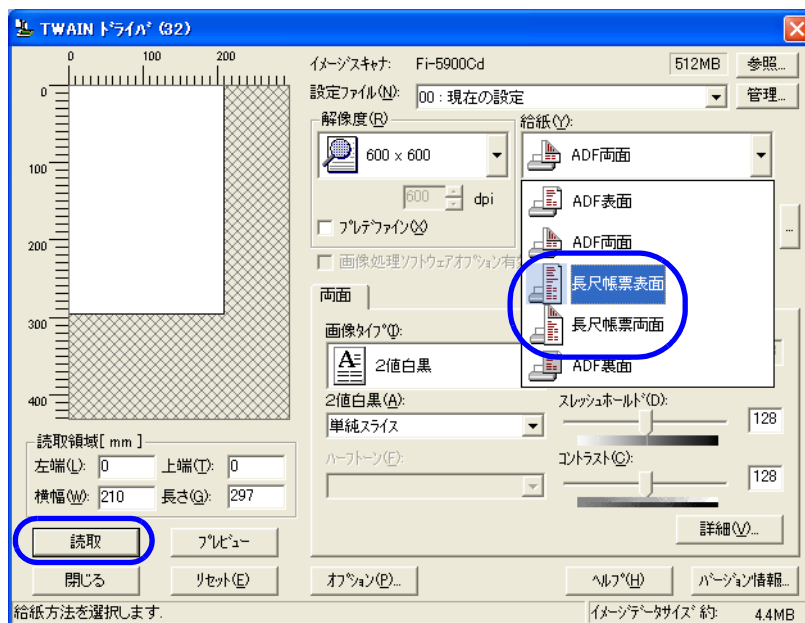 TWAIN ﾄﾞﾗｲﾊﾞ (32)
0 100 200
0
100
200
300
400
ｲﾒｰｼﾞｽｷｬﾅ: Fi-5900Cd 512MB 参照...
設定ファイル(N): 00 : 現在の設定 管理...
解像度(R)
600 × 600
600 dpi
ﾌﾟﾚﾃﾞﾌｧｲﾝ(X)
給紙(Y):
ADF両面
ADF表面
ADF両面
長尺帳票表面
長尺帳票両面
ADF裏面
...
画像処理ｿﾌﾄｳｪｱｵﾌﾟｼｮﾝ有
両面
画像ﾀｲﾌﾟ(I):
2値白黒
2値白黒(A):
単純スライス
ﾊｰﾌﾄｰﾝ(F):
ｽﾚｯｼｭﾎｰﾙﾄﾞ(D):
128
ｺﾝﾄﾗｽﾄ(C):
128
詳細(V)...
読取領域[ mm ]
左端(L): 0 上端(T): 0
横幅(W): 210 長さ(G): 297
読取 ﾌﾟﾚﾋﾞｭｰ
閉じる ﾘｾｯﾄ(E) ｵﾌﾟｼｮﾝ(P)... ﾍﾙﾌﾟ(H) ﾊﾞｰｼﾞｮﾝ情報...
給紙方法を選択します. ｲﾒｰｼﾞﾃﾞｰﾀｻｲｽﾞ 約: 4.4MB